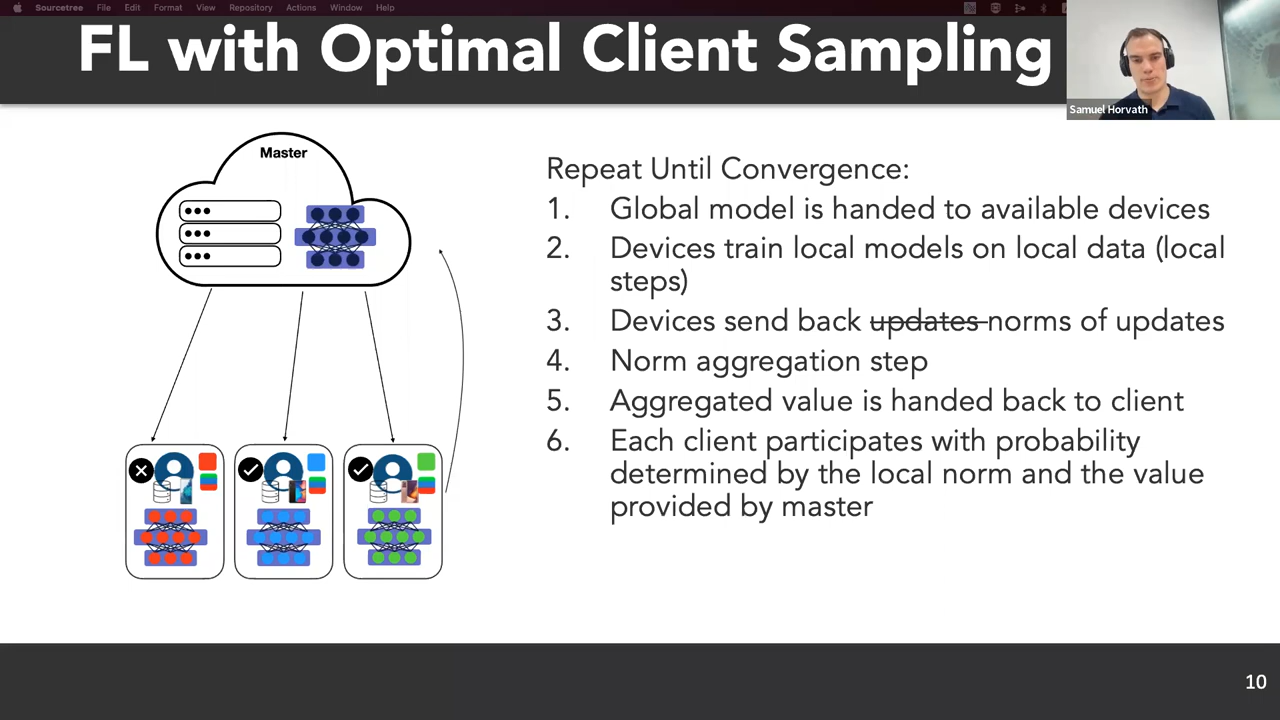 Sourcetree File Edit Format View Repository Actions Window Help
FL with Optimal Client Sampling
Samuel Horvath
Master
Repeat Until Convergence:
1. Global model is handed to available devices
2. Devices train local models on local data (local
steps)
3. Devices send back updates norms of updates
4. Norm aggregation step
5. Aggregated value is handed back to client
6. Each client participates with probability
determined by the local norm and the value
provided by master
10